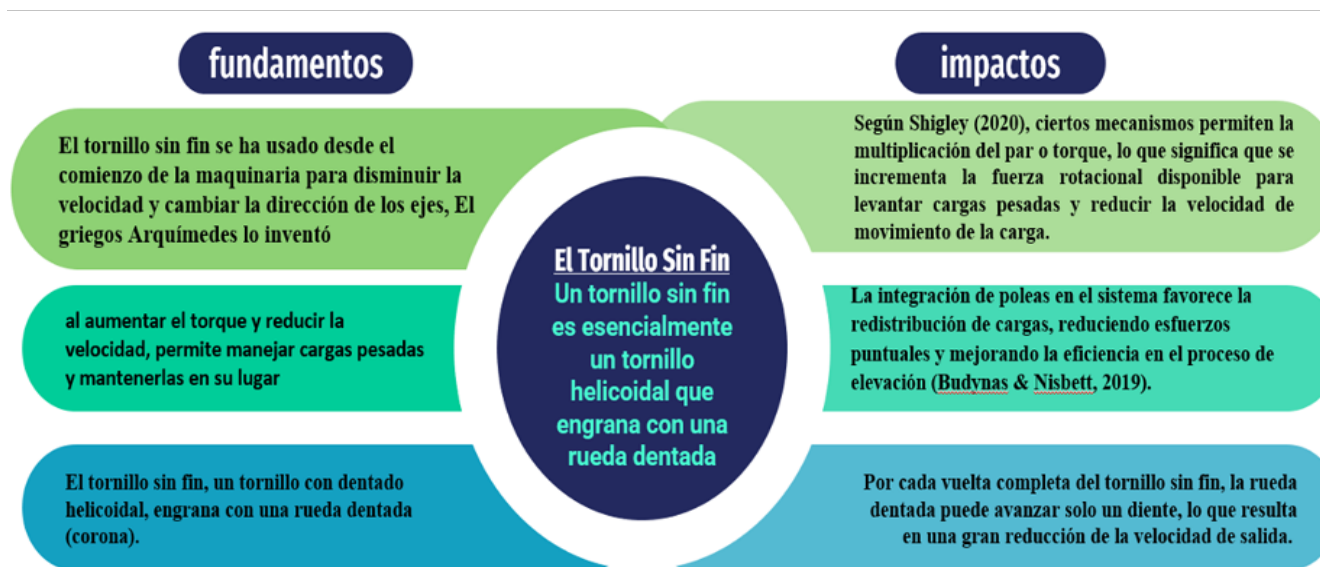 fundamentos
El tornillo sin fin se ha usado desde el
comienzo de la maquinaria para disminuir la
velocidad y cambiar la dirección de los ejes, El
griegos Arquímedes lo inventó
al aumentar el torque y reducir la
velocidad, permite manejar cargas pesadas
y mantenerlas en su lugar
El tornillo sin fin, un tornillo con dentado
helicoidal, engrana con una rueda dentada
(corona).
El Tornillo Sin Fin
Un tornillo sin fin
es esencialmente
un tornillo
helicoidal que
engrana con una
rueda dentada
impactos
Según Shigley (2020), ciertos mecanismos permiten la
multiplicación del par o torque, lo que significa que se
incrementa la fuerza rotacional disponible para
levantar cargas pesadas y reducir la velocidad de
movimiento de la carga.
La integración de poleas en el sistema favorece la
redistribución de cargas, reduciendo esfuerzos
puntuales y mejorando la eficiencia en el proceso de
elevación (Budynas & Nisbett, 2019).
Por cada vuelta completa del tornillo sin fin, la rueda
dentada puede avanzar solo un diente, lo que resulta
en una gran reducción de la velocidad de salida.